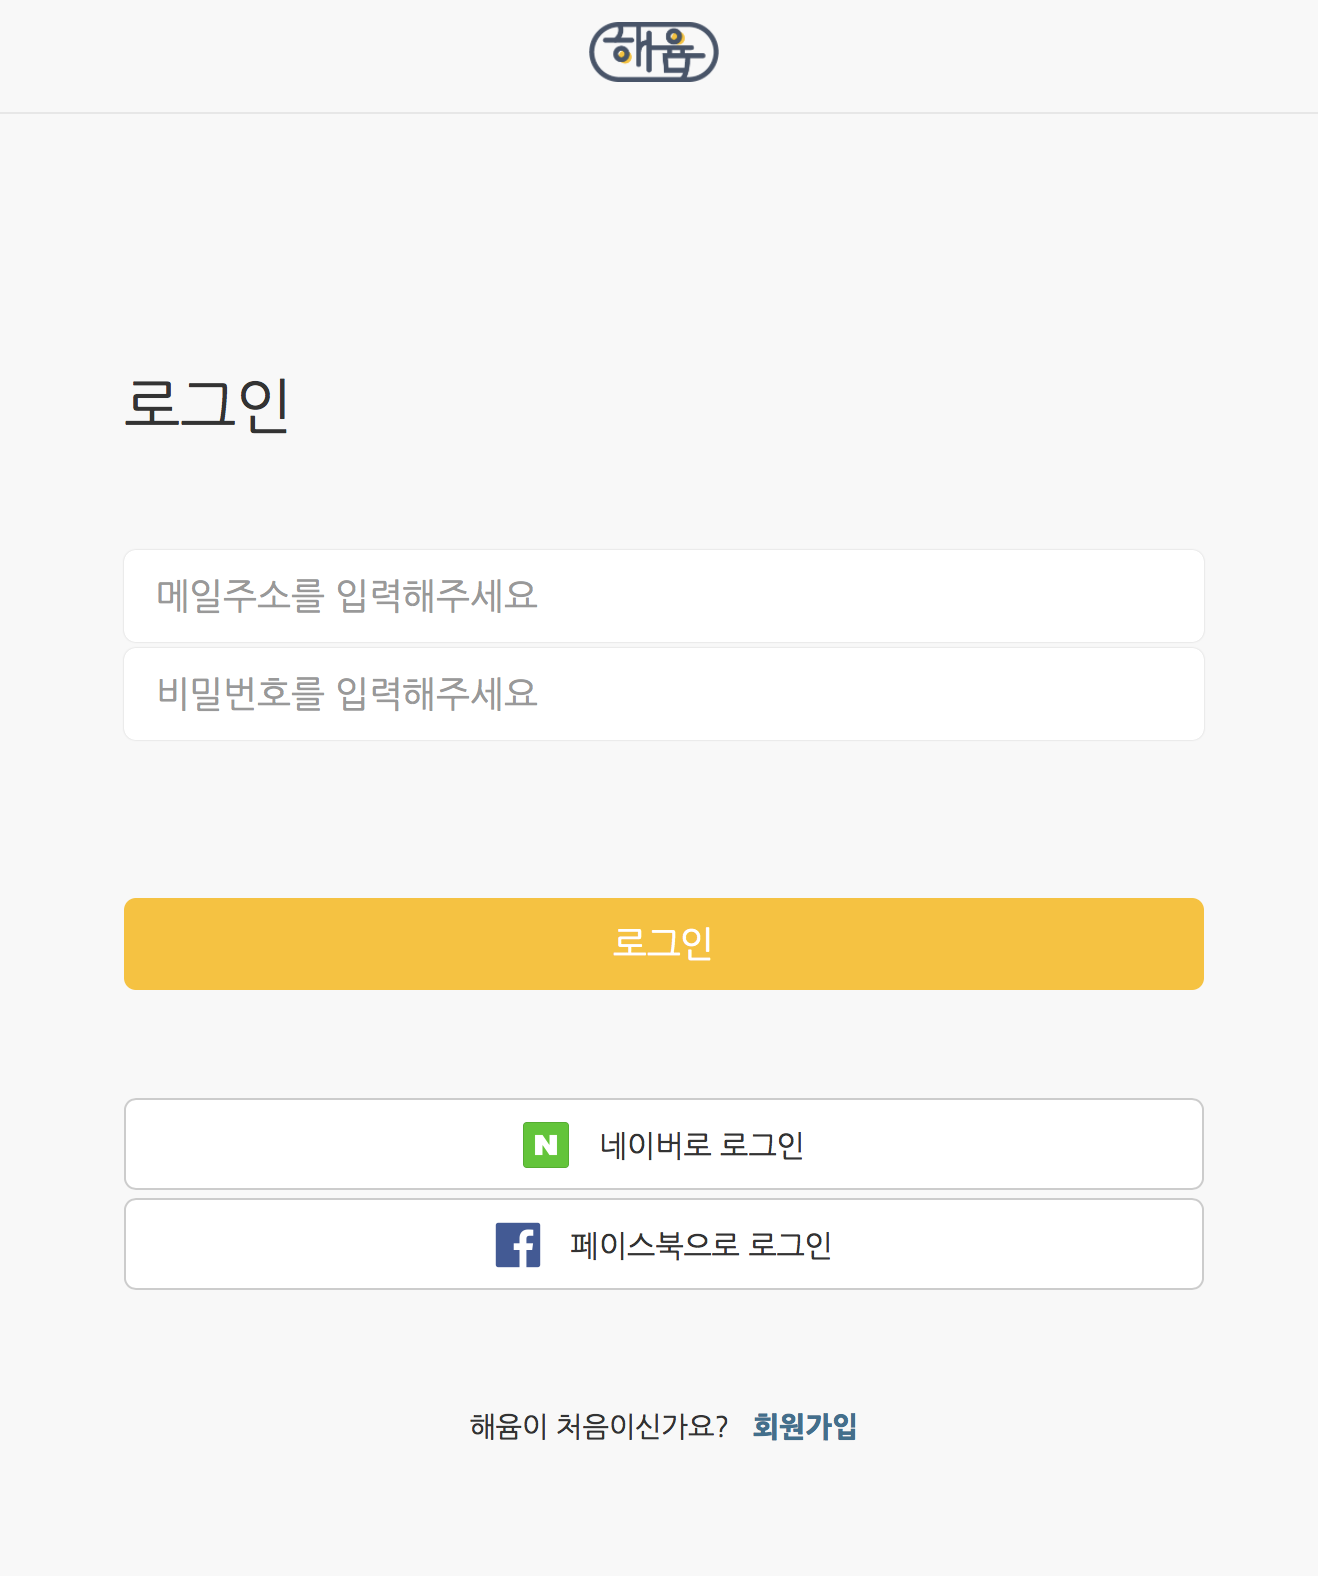 해윰
로그인
메일주소를 입력해주세요
비밀번호를 입력해주세요
로그인
N 네이버로 로그인
f 페이스북으로 로그인
해윰이 처음이신가요? 회원가입